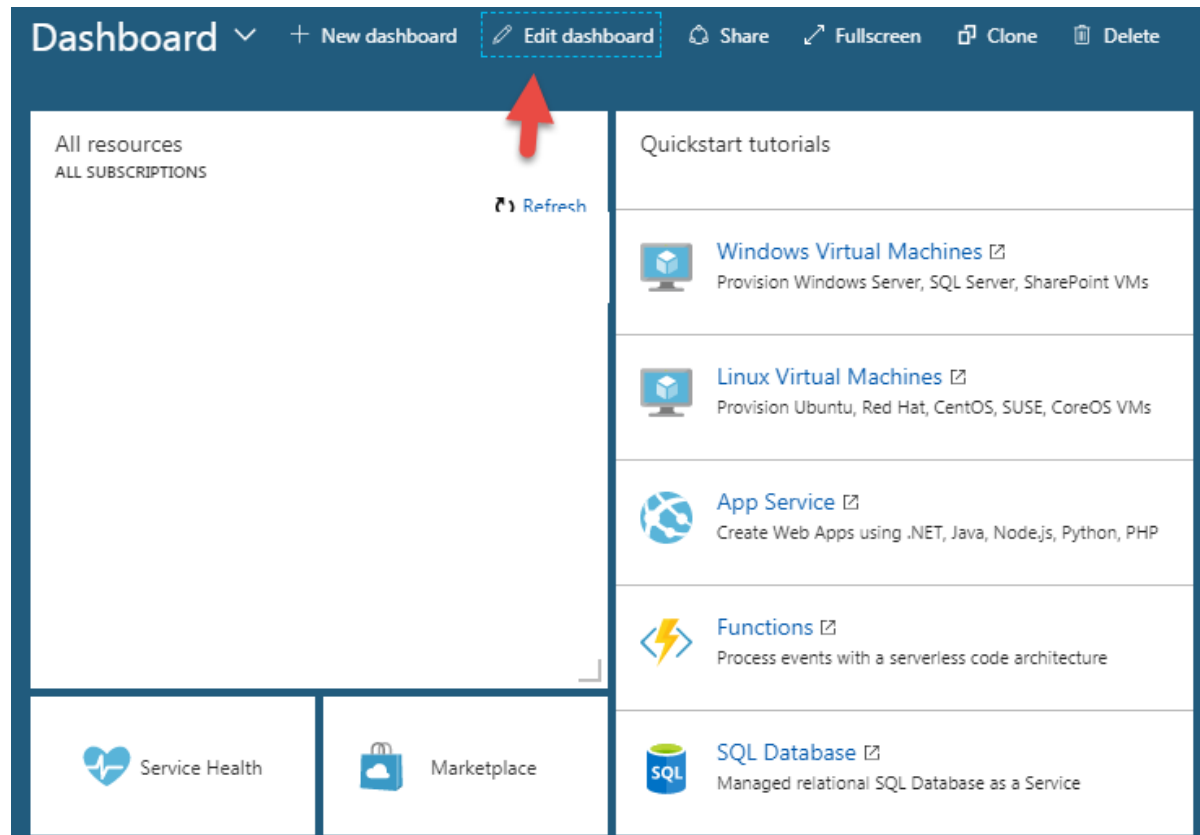 Dashboard
New dashboard
Edit dashboard
Share
Fullscreen
Clone
Delete
All resources
ALL SUBSCRIPTIONS
Refresh
Quickstart tutorials
Windows Virtual Machines
Provision Windows Server, SQL Server, SharePoint VMs
Linux Virtual Machines
Provision Ubuntu, Red Hat, CentOS, SUSE, CoreOS VMs
App Service
Create Web Apps using .NET, Java, Node.js, Python, PHP
Functions
Process events with a serverless code architecture
SQL
SQL Database
Managed relational SQL Database as a Service
Service Health
Marketplace